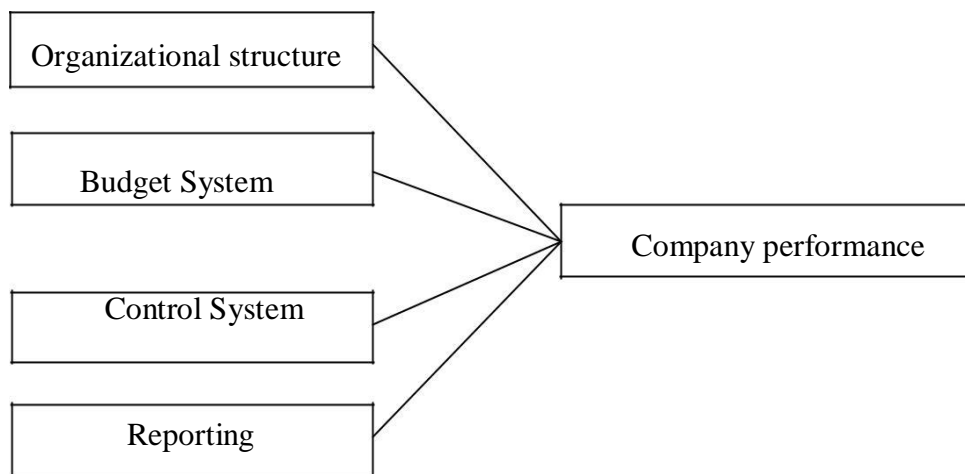 Organizational structure
Budget System
Company performance
Control System
Reporting